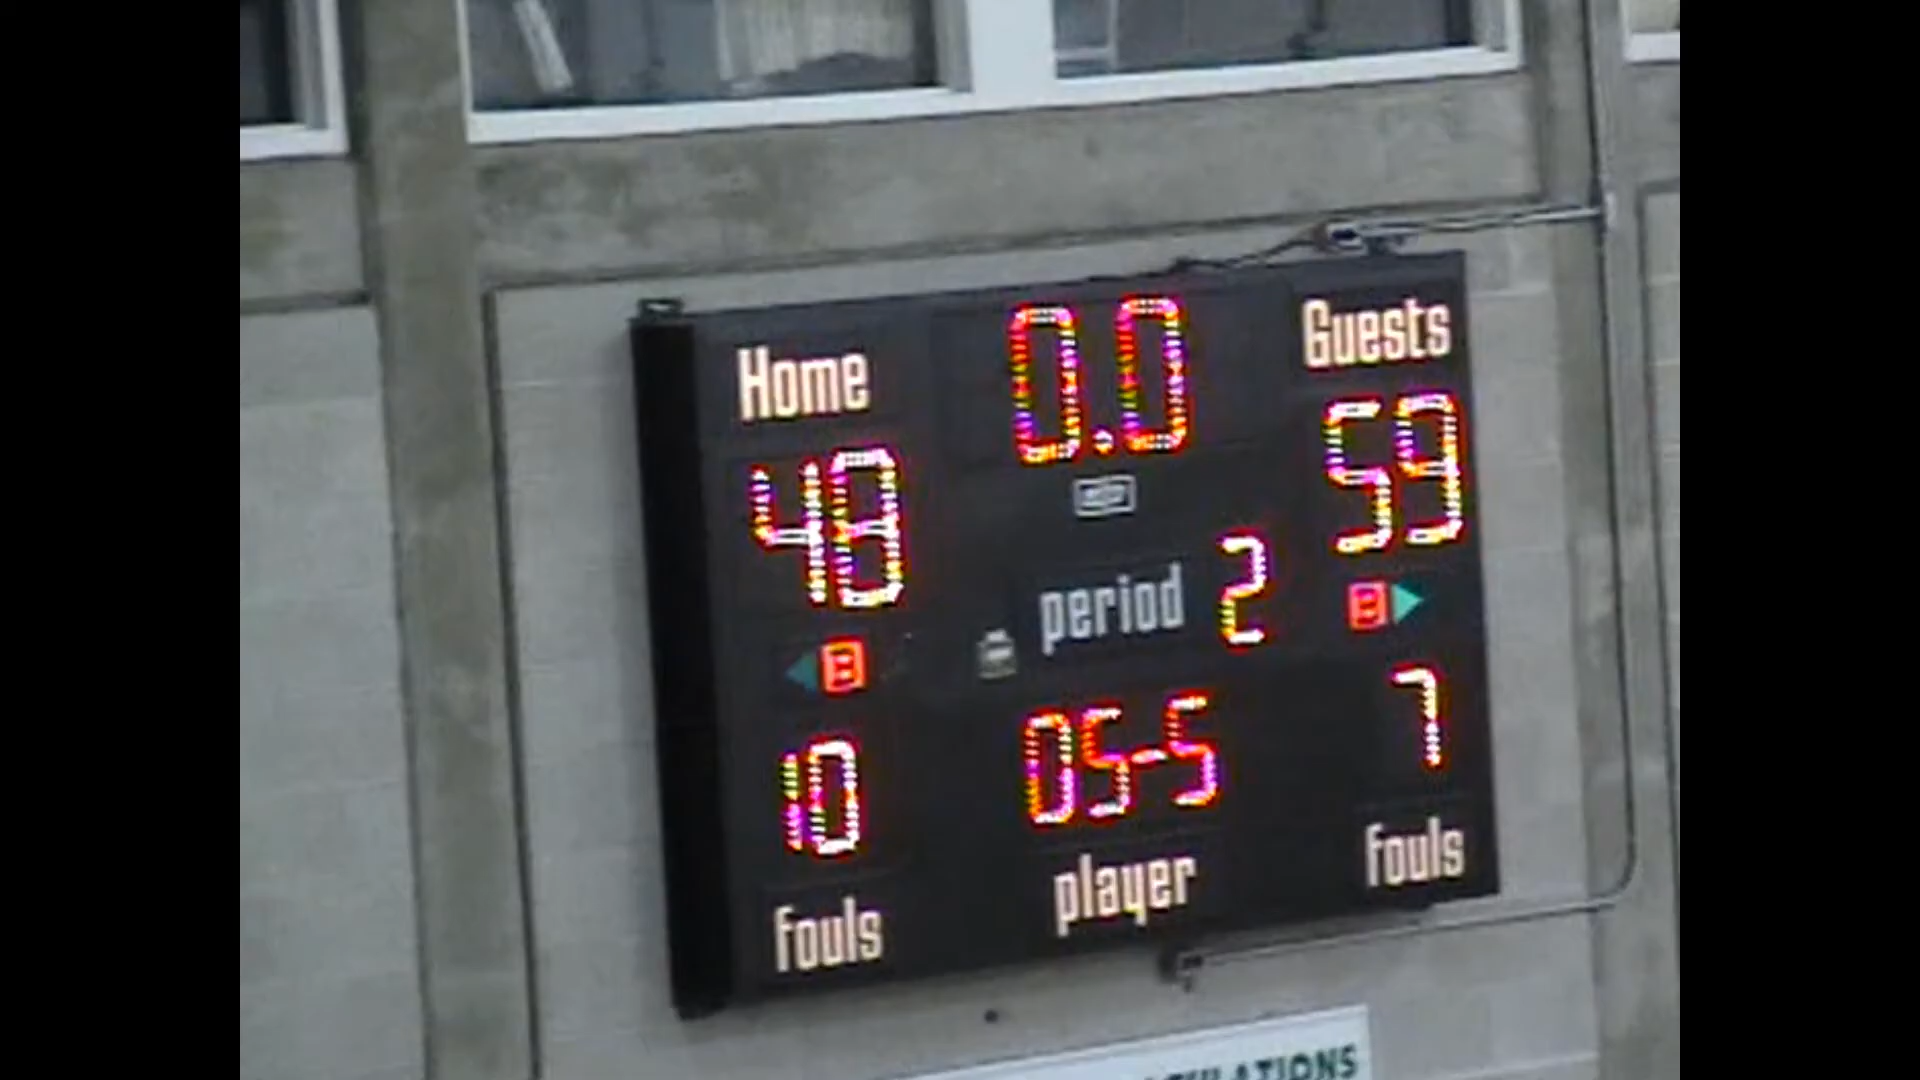 Home
0.0
Guests
48
59
period 2
B
B
10
05-5
7
fouls
player
fouls